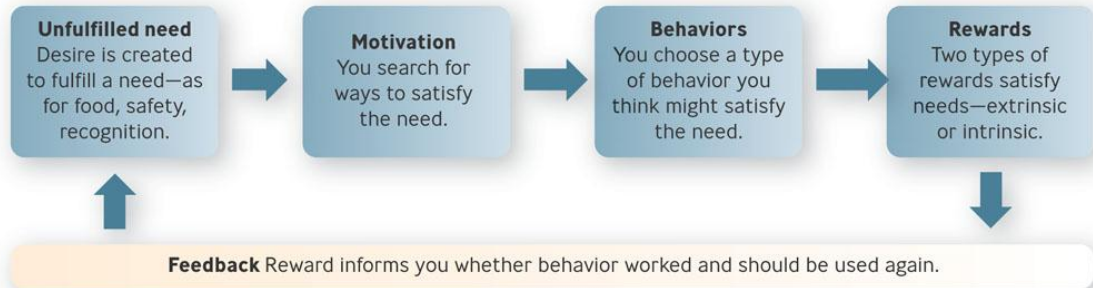 Unfulfilled need
Desire is created
to fulfill a need—as
for food, safety,
recognition.
Motivation
You search for
ways to satisfy
the need.
Behaviors
You choose a type
of behavior you
think might satisfy
the need.
Rewards
Two types of
rewards satisfy
needs—extrinsic
or intrinsic.
Feedback Reward informs you whether behavior worked and should be used again.